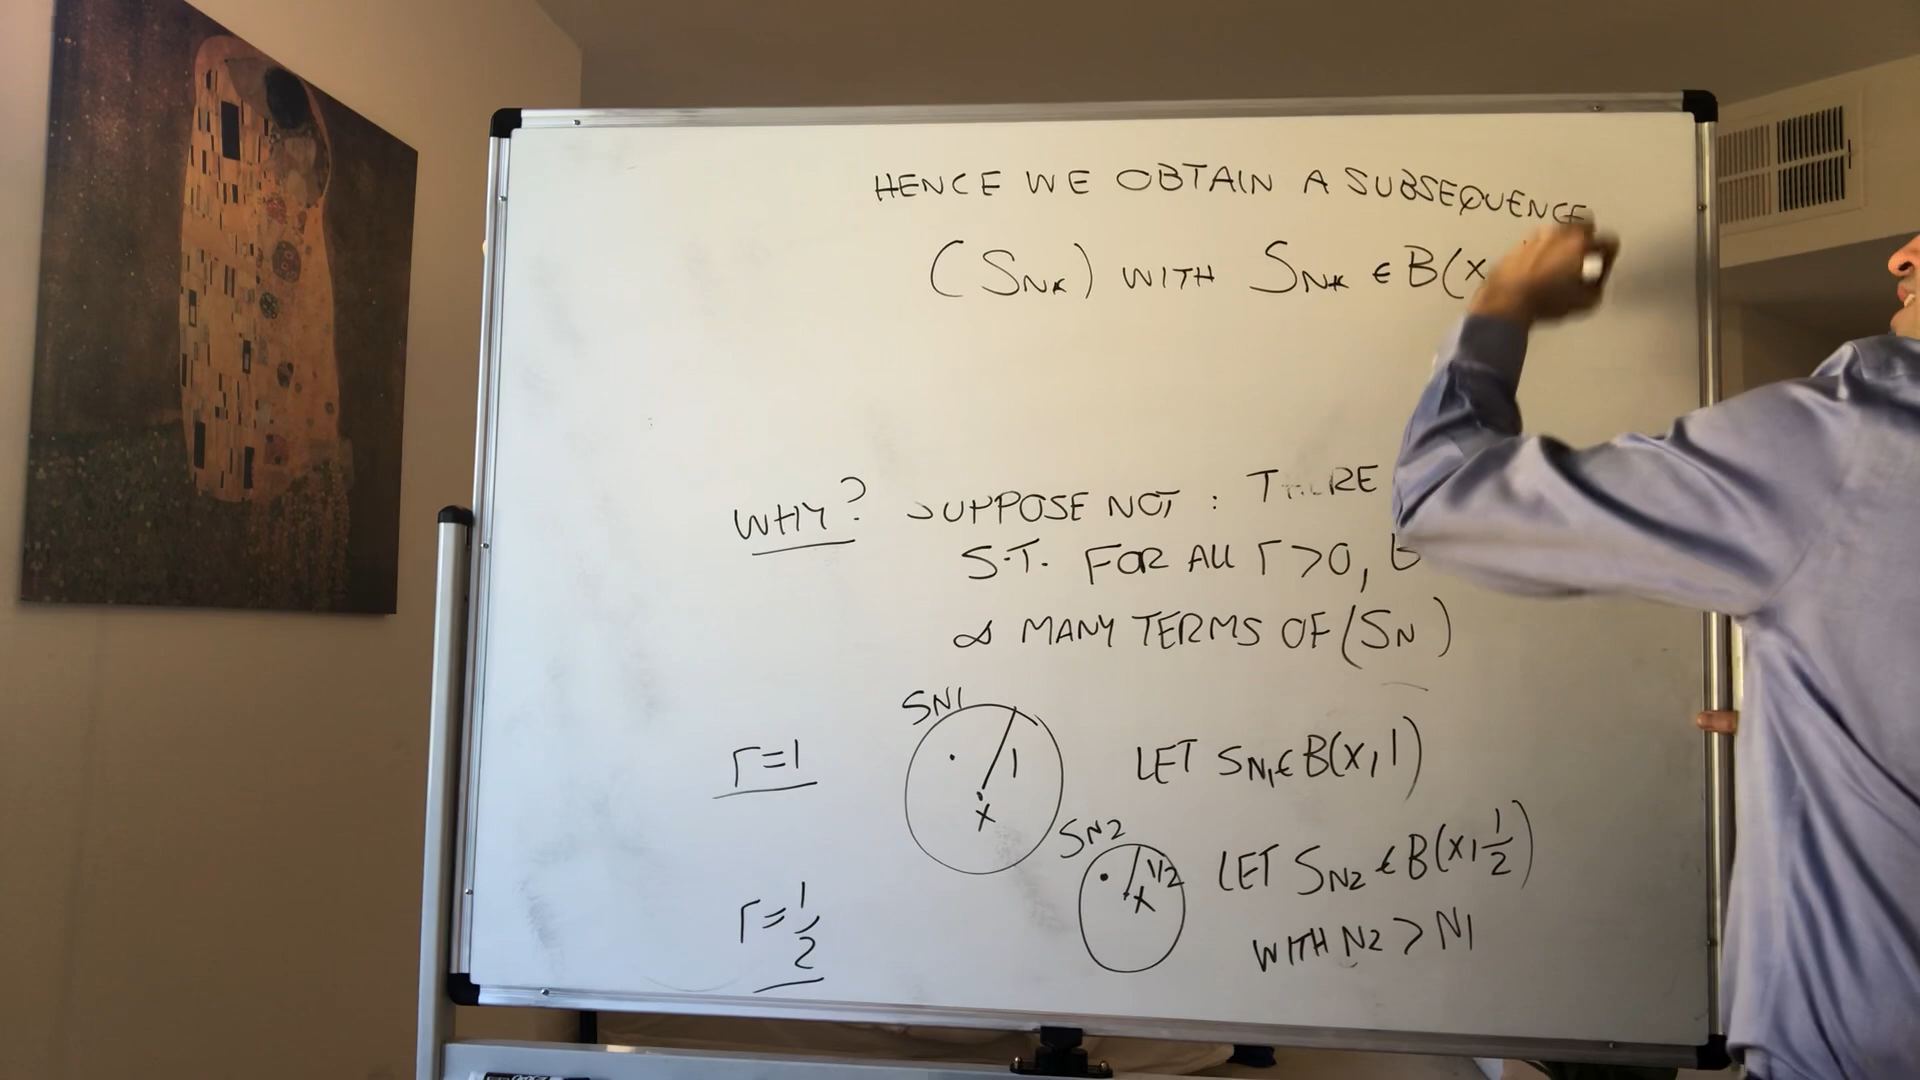 HENCE WE OBTAIN A SUBSEQUENCE
(SNK) WITH SNK ∈ B(X
WHY? SUPPOSE NOT: THERE
S.T. FOR ALL r > 0,
∞ MANY TERMS OF (SN)
SN1
r=1
1
X
LET SN1 ∈ B(X,1)
SN2
r=1/2
1/2
X
LET SN2 ∈ B(X,1/2)
WITH N2 > N1